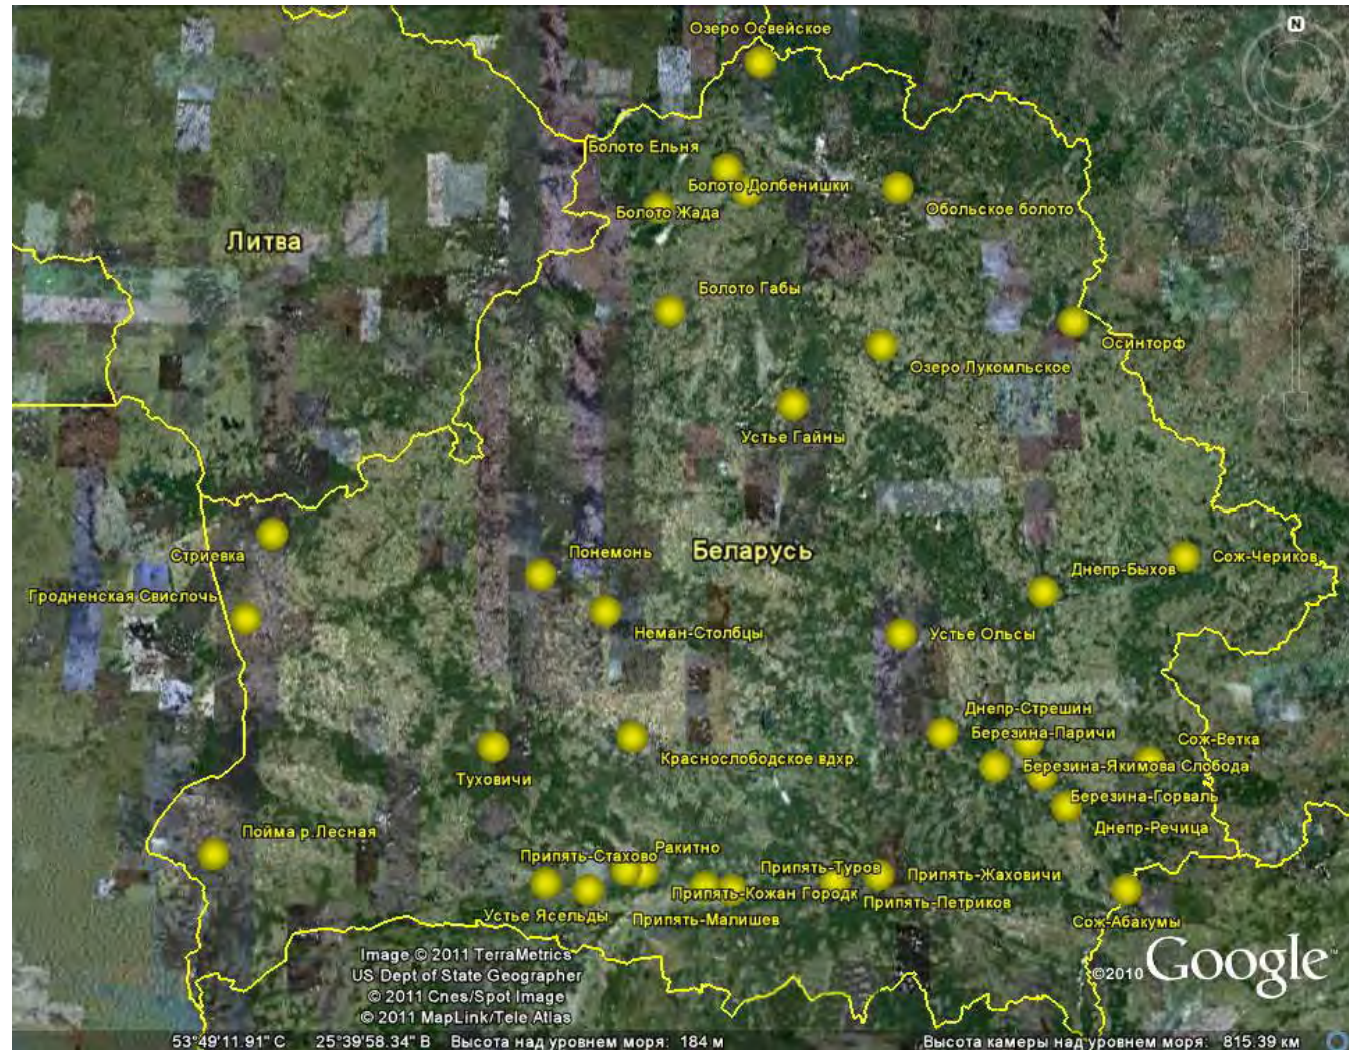 N
Озеро Освейское
Болото Ельня
Болото Долбенишки
Болото Жада
Обольское болото
Литва
Болото Габы
Осинторф
Озеро Лукомльское
Устье Гайны
Стриевка
Понемонь
Беларусь
Сож-Чериков
Днепр-Быхов
Гродненская Свислочь
Неман-Столбцы
Устье Ольсы
Днепр-Стрешин
Березина-Паричи
Сож-Ветка
Краснослободское вдхр.
Березина-Якимова Слобода
Туховичи
Березина-Горваль
Днепр-Речица
Пойма р.Лесная
Припять-Стахово
Ракитно
Припять-Туров
Припять-Жаховичи
Припять-Кожан Городк
Припять-Петриков
Устье Ясельды
Припять-Малишев
Сож-Абакумы
Image © 2011 TerraMetrics
US Dept of State Geographer
© 2011 Cnes/Spot Image
© 2011 MapLink/Tele Atlas
©2010 Google™
53°49'11.91" С 25°39'58.34" В Высота над уровнем моря: 184 м Высота камеры над уровнем моря: 815.39 км